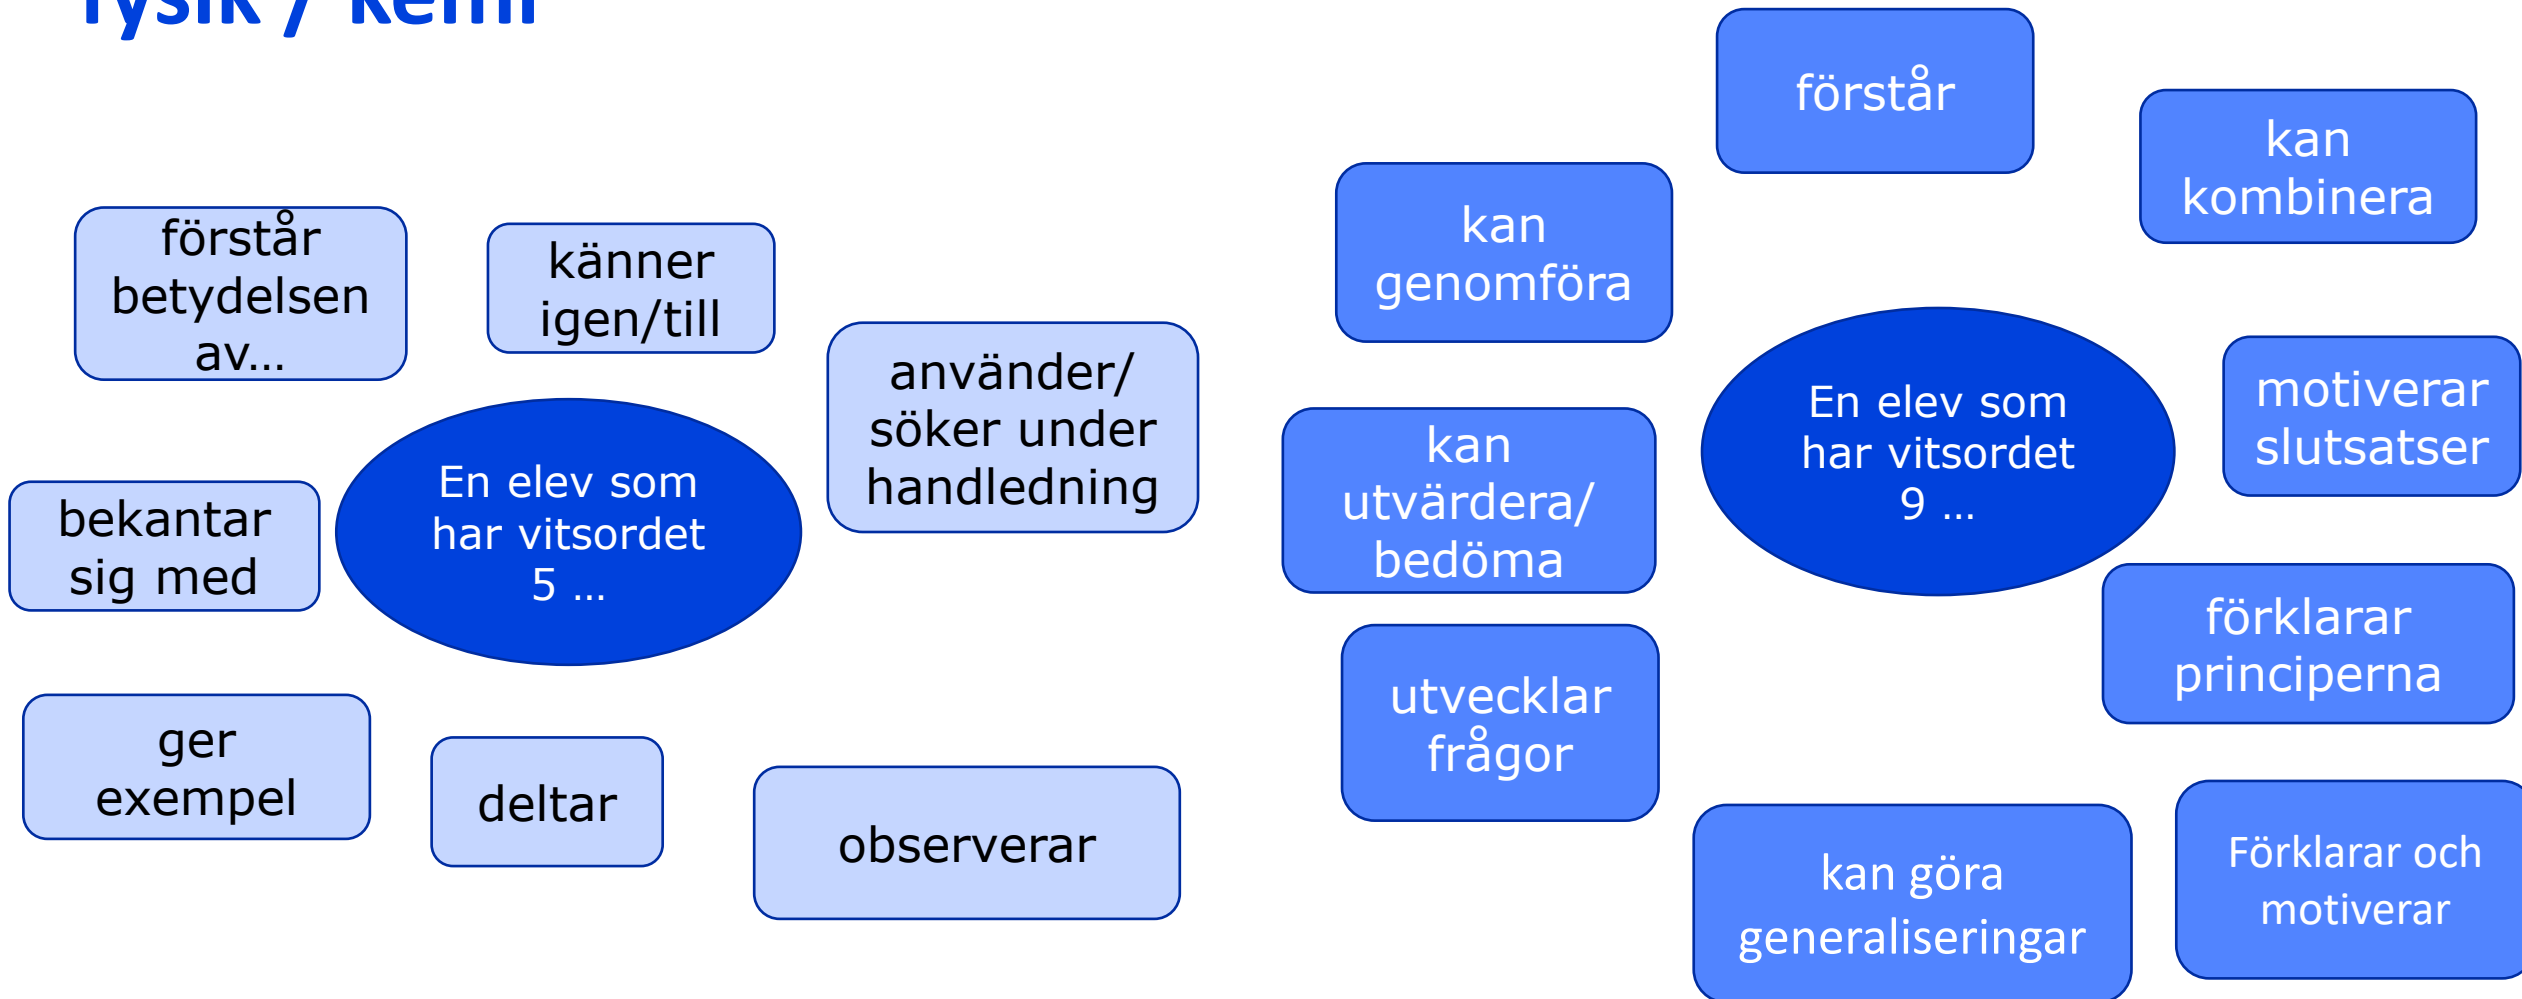 fysik / kemi
förstår
betydelsen
av...
känner
igen/till
använder/
söker under
handledning
bekantar
sig med
En elev som
har vitsordet
5 ...
ger
exempel
deltar
observerar
förstår
kan
kombinera
kan
genomföra
motiverar
slutsatser
kan
utvärdera/
bedöma
En elev som
har vitsordet
9 ...
förklarar
principerna
utvecklar
frågor
kan göra
generaliseringar
Förklarar och
motiverar